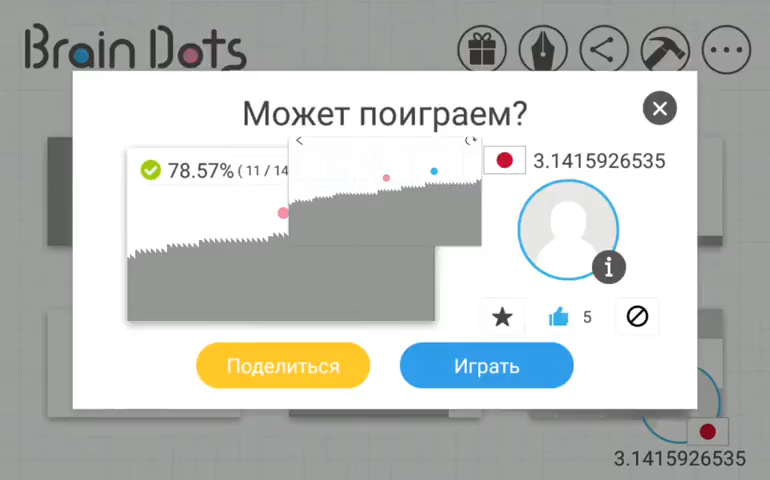 Brain Dots
Может поиграем?
78.57% ( 11 / 14
3.1415926535
5
Поделиться
Играть
3.1415926535